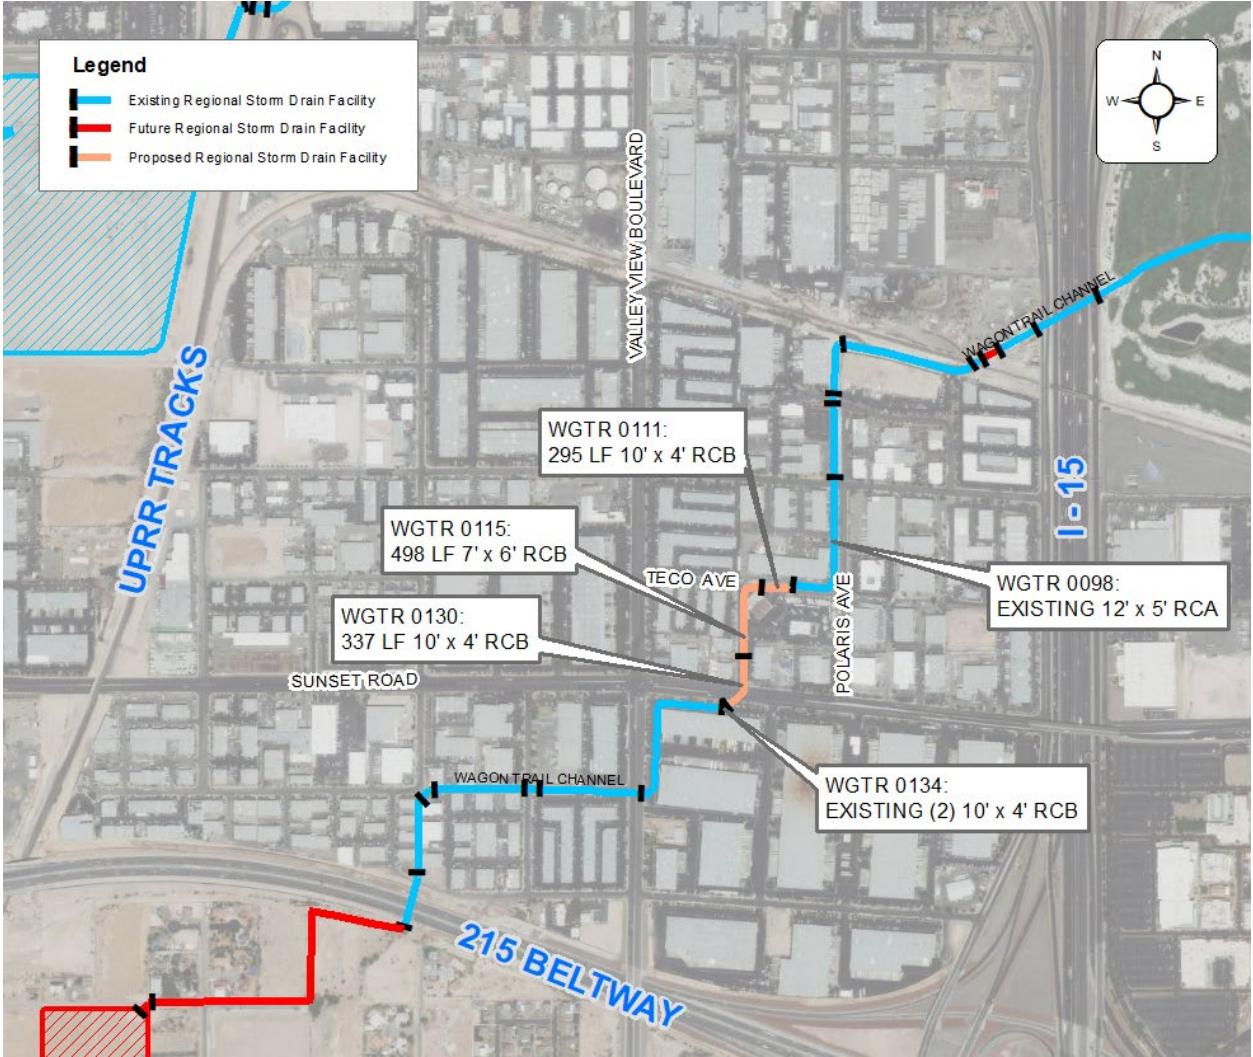 Legend
Existing Regional Storm Drain Facility
Future Regional Storm Drain Facility
Proposed Regional Storm Drain Facility
N
W
E
S
VALLEY VIEW BOULEVARD
WAGON TRAIL CHANNEL
UPRR TRACKS
WGTR 0111:
295 LF 10' x 4' RCB
I - 15
WGTR 0115:
498 LF 7' x 6' RCB
TECO AVE
WGTR 0098:
EXISTING 12' x 5' RCA
POLARIS AVE
WGTR 0130:
337 LF 10' x 4' RCB
SUNSET ROAD
WAGON TRAIL CHANNEL
WGTR 0134:
EXISTING (2) 10' x 4' RCB
215 BELTWAY